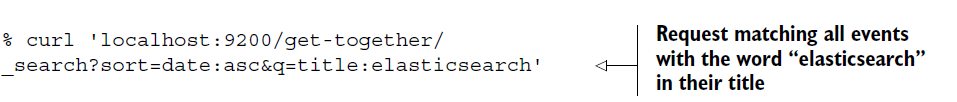 % curl 'localhost:9200/get-together/
_search?sort=date:asc&q=title:elasticsearch'
Request matching all events
with the word “elasticsearch”
in their title